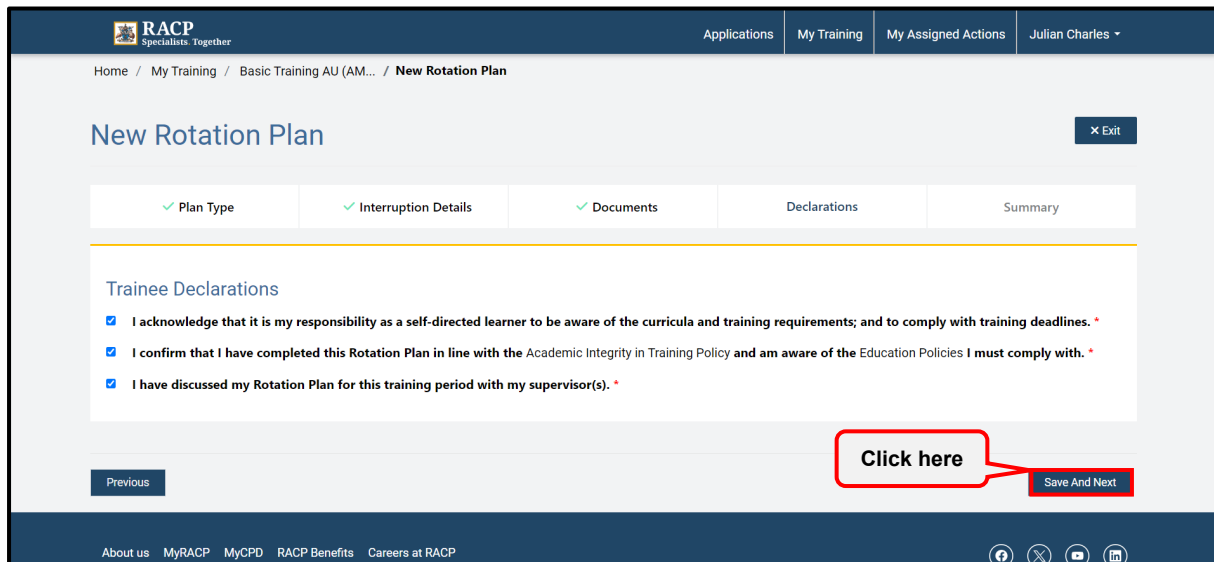 RACP
Specialists. Together
Applications
My Training
My Assigned Actions
Julian Charles
Home / My Training / Basic Training AU (AM... / New Rotation Plan
New Rotation Plan
× Exit
Plan Type
Interruption Details
Documents
Declarations
Summary
Trainee Declarations
I acknowledge that it is my responsibility as a self-directed learner to be aware of the curricula and training requirements; and to comply with training deadlines. *
I confirm that I have completed this Rotation Plan in line with the Academic Integrity in Training Policy and am aware of the Education Policies I must comply with. *
I have discussed my Rotation Plan for this training period with my supervisor(s). *
Click here
Previous
Save And Next
About us MyRACP MyCPD RACP Benefits Careers at RACP